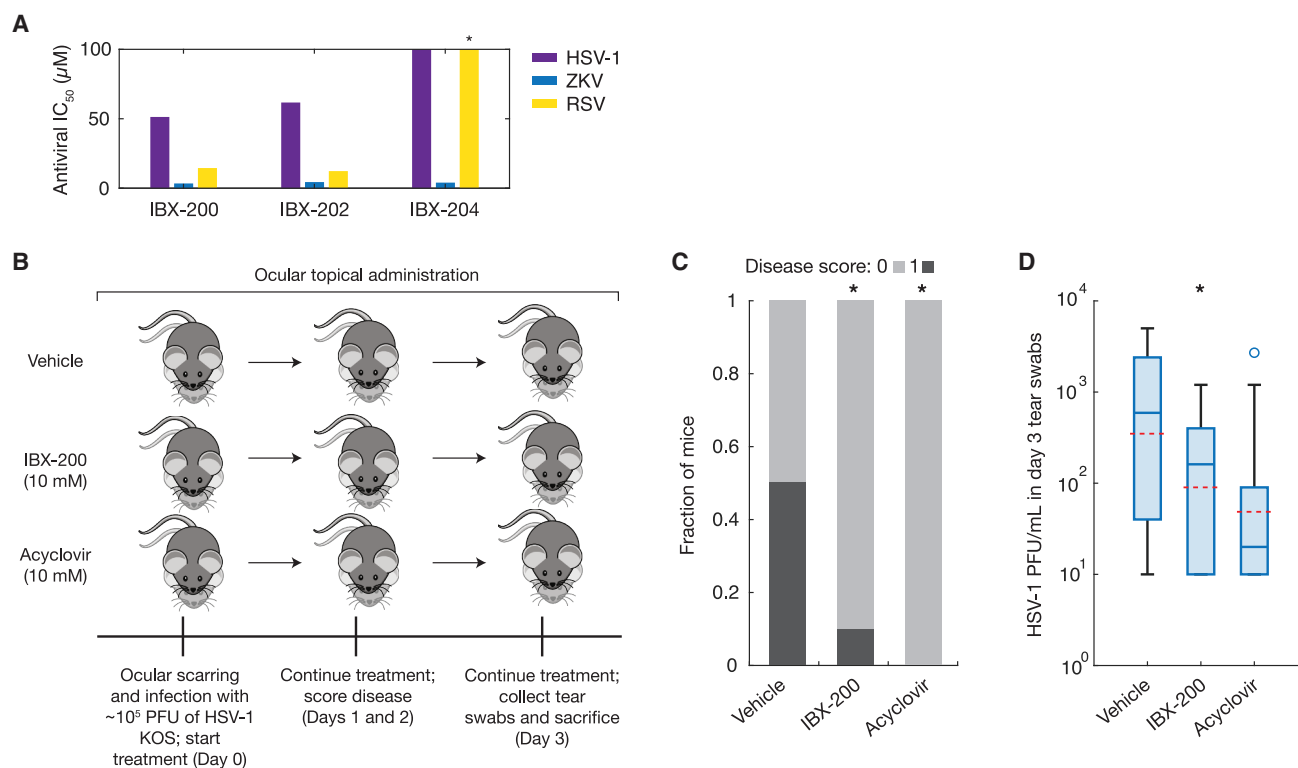 A
Antiviral IC50 (µM)
100
50
0
*
IBX-200
IBX-202
IBX-204
HSV-1
ZKV
RSV
B
Ocular topical administration
Vehicle
IBX-200
(10 mM)
Acyclovir
(10 mM)
Ocular scarring
and infection with
~10⁵ PFU of HSV-1
KOS; start
treatment (Day 0)
Continue treatment;
score disease
(Days 1 and 2)
Continue treatment;
collect tear
swabs and sacrifice
(Day 3)
C
Disease score: 0 1
* *
Fraction of mice
1
0.8
0.6
0.4
0.2
0
Vehicle
IBX-200
Acyclovir
D
HSV-1 PFU/mL in day 3 tear swabs
*
10⁴
10³
10²
10¹
10⁰
Vehicle
IBX-200
Acyclovir